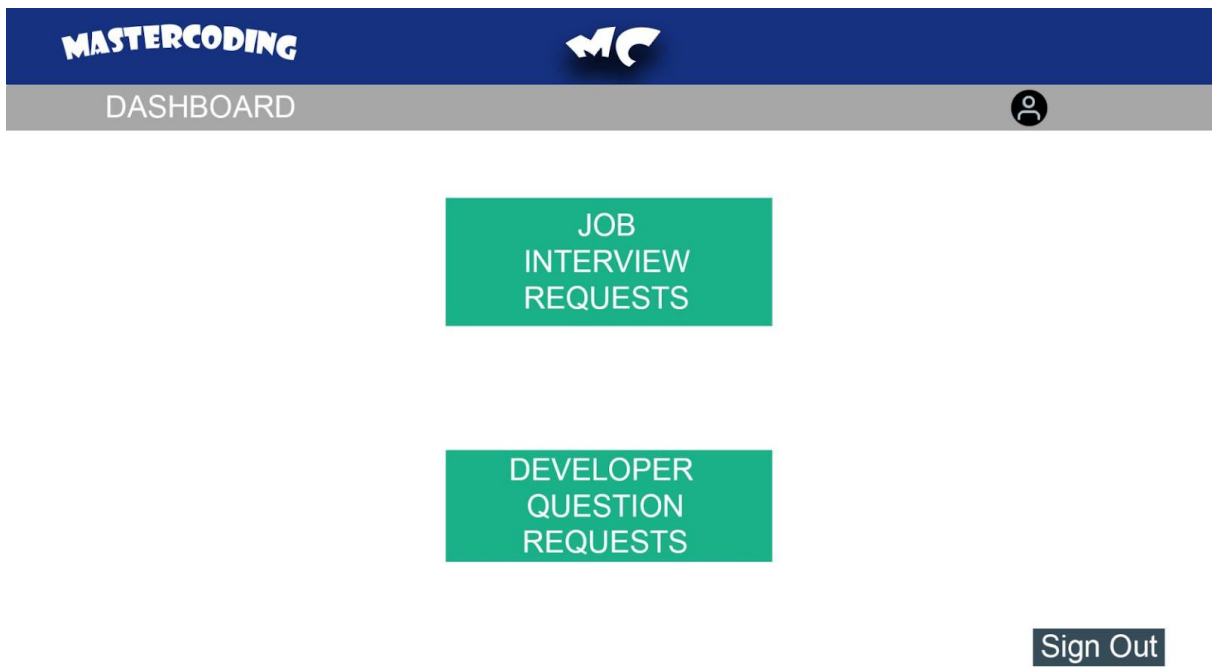 MASTERCODING
MC
DASHBOARD
JOB
INTERVIEW
REQUESTS
DEVELOPER
QUESTION
REQUESTS
Sign Out